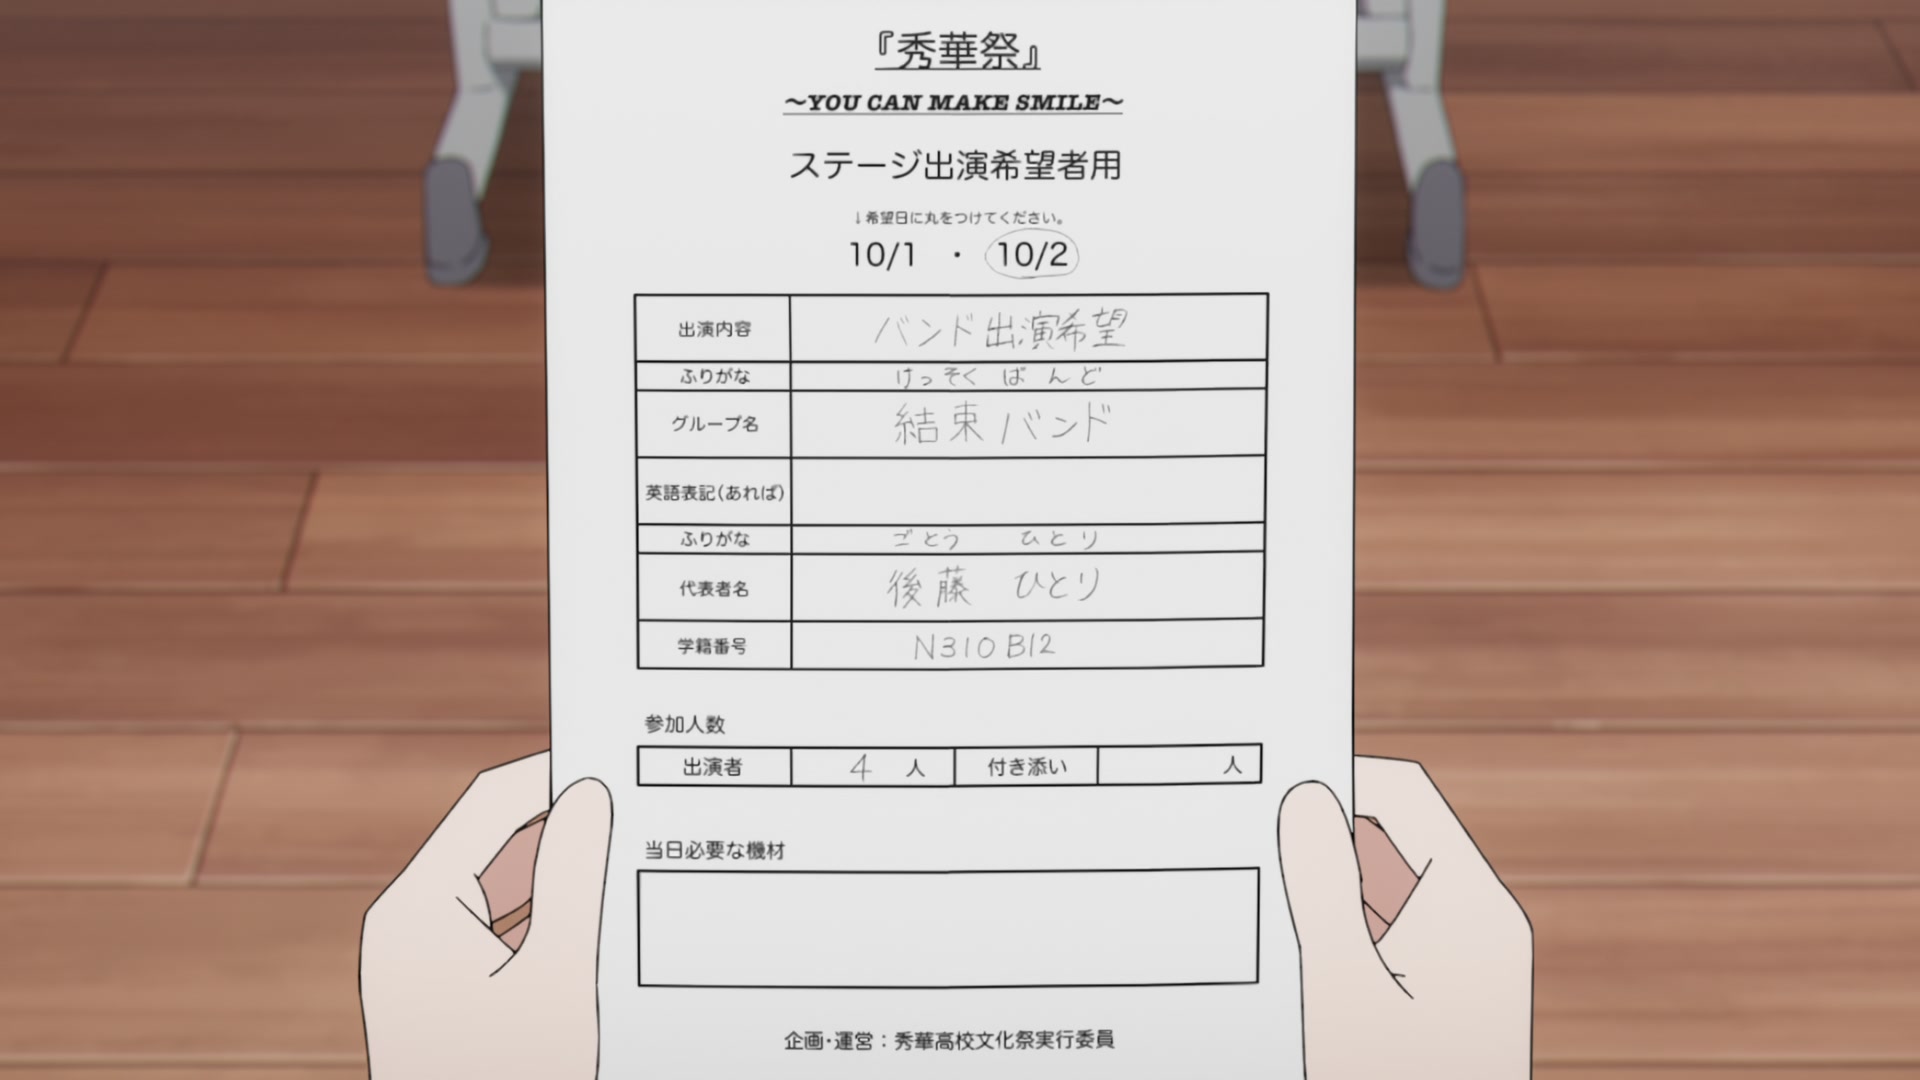 『秀華祭』
～YOU CAN MAKE SMILE～
ステージ出演希望者用
↓希望日に丸をつけてください。
10/1 ・ 10/2
出演内容 バンド出演希望
ふりがな けっそく ばんど
グループ名 結束バンド
英語表記(あれば)
ふりがな ごとう ひとり
代表者名 後藤 ひとり
学籍番号 N310B12
参加人数
出演者 4 人 付き添い 人
当日必要な機材
企画・運営：秀華高校文化祭実行委員